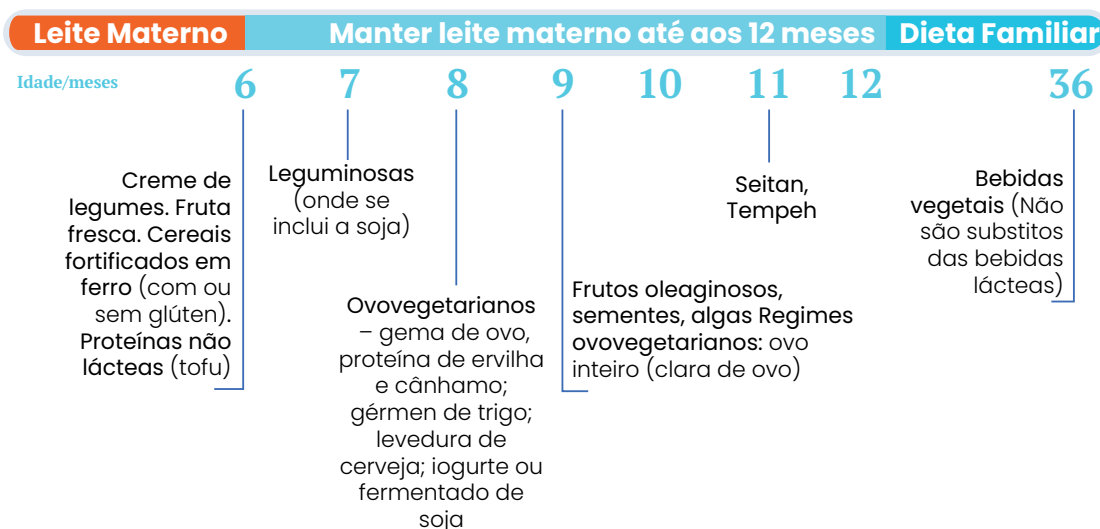 Leite Materno
Manter leite materno até aos 12 meses
Dieta Familiar
Idade/meses
6
7
8
9
10
11
12
36
Creme de
legumes. Fruta
fresca. Cereais
fortificados em
ferro (com ou
sem glúten).
Proteínas não
lácteas (tofu)
Leguminosas
(onde se
inclui a soja)
Ovovegetarianos
– gema de ovo,
proteína de ervilha
e cânhamo;
gérmen de trigo;
levedura de
cerveja; iogurte ou
fermentado de
soja
Frutos oleaginosos,
sementes, algas Regimes
ovovegetarianos: ovo
inteiro (clara de ovo)
Seitan,
Tempeh
Bebidas
vegetais (Não
são substitos
das bebidas
lácteas)